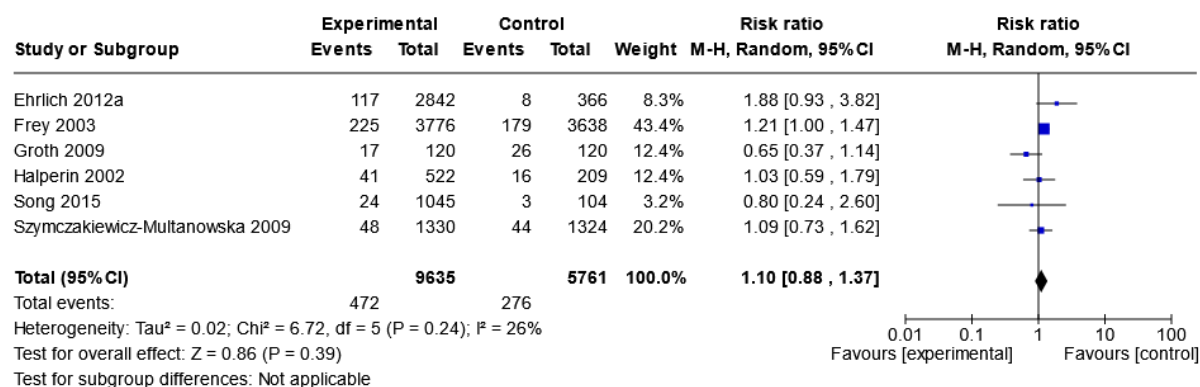 Experimental Control Risk ratio Risk ratio
Study or Subgroup Events Total Events Total Weight M-H, Random, 95% CI M-H, Random, 95% CI
Ehrlich 2012a 117 2842 8 366 8.3% 1.88 [0.93 , 3.82]
Frey 2003 225 3776 179 3638 43.4% 1.21 [1.00 , 1.47]
Groth 2009 17 120 26 120 12.4% 0.65 [0.37 , 1.14]
Halperin 2002 41 522 16 209 12.4% 1.03 [0.59 , 1.79]
Song 2015 24 1045 3 104 3.2% 0.80 [0.24 , 2.60]
Szymczakiewicz-Multanowska 2009 48 1330 44 1324 20.2% 1.09 [0.73 , 1.62]
Total (95% CI) 9635 5761 100.0% 1.10 [0.88 , 1.37]
Total events: 472 276
Heterogeneity: Tau² = 0.02; Chi² = 6.72, df = 5 (P = 0.24); I² = 26%
Test for overall effect: Z = 0.86 (P = 0.39)
Test for subgroup differences: Not applicable
0.01 0.1 1 10 100
Favours [experimental] Favours [control]